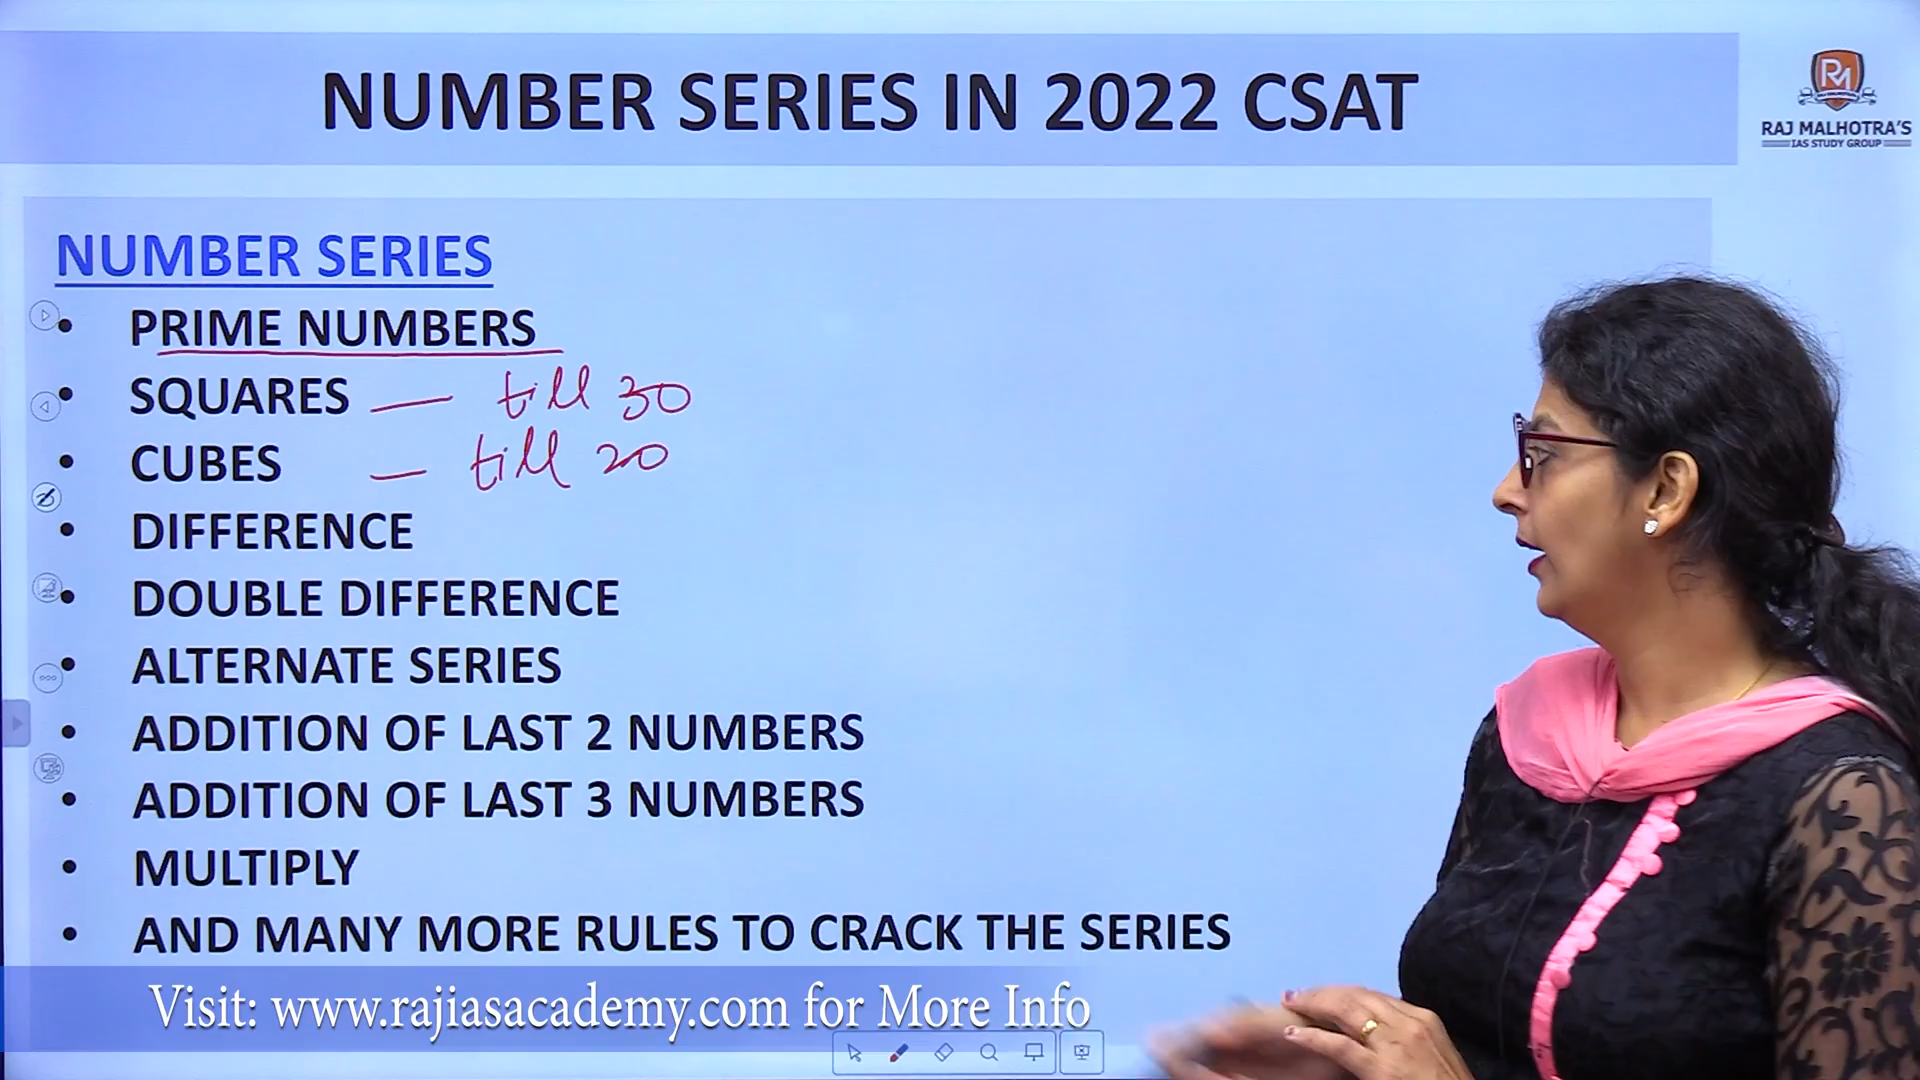 NUMBER SERIES IN 2022 CSAT
RM
RAJ MALHOTRA'S
IAS STUDY GROUP
NUMBER SERIES
• PRIME NUMBERS
• SQUARES — till 30
• CUBES — till 20
• DIFFERENCE
• DOUBLE DIFFERENCE
• ALTERNATE SERIES
• ADDITION OF LAST 2 NUMBERS
• ADDITION OF LAST 3 NUMBERS
• MULTIPLY
• AND MANY MORE RULES TO CRACK THE SERIES
Visit: www.rajiasacademy.com for More Info